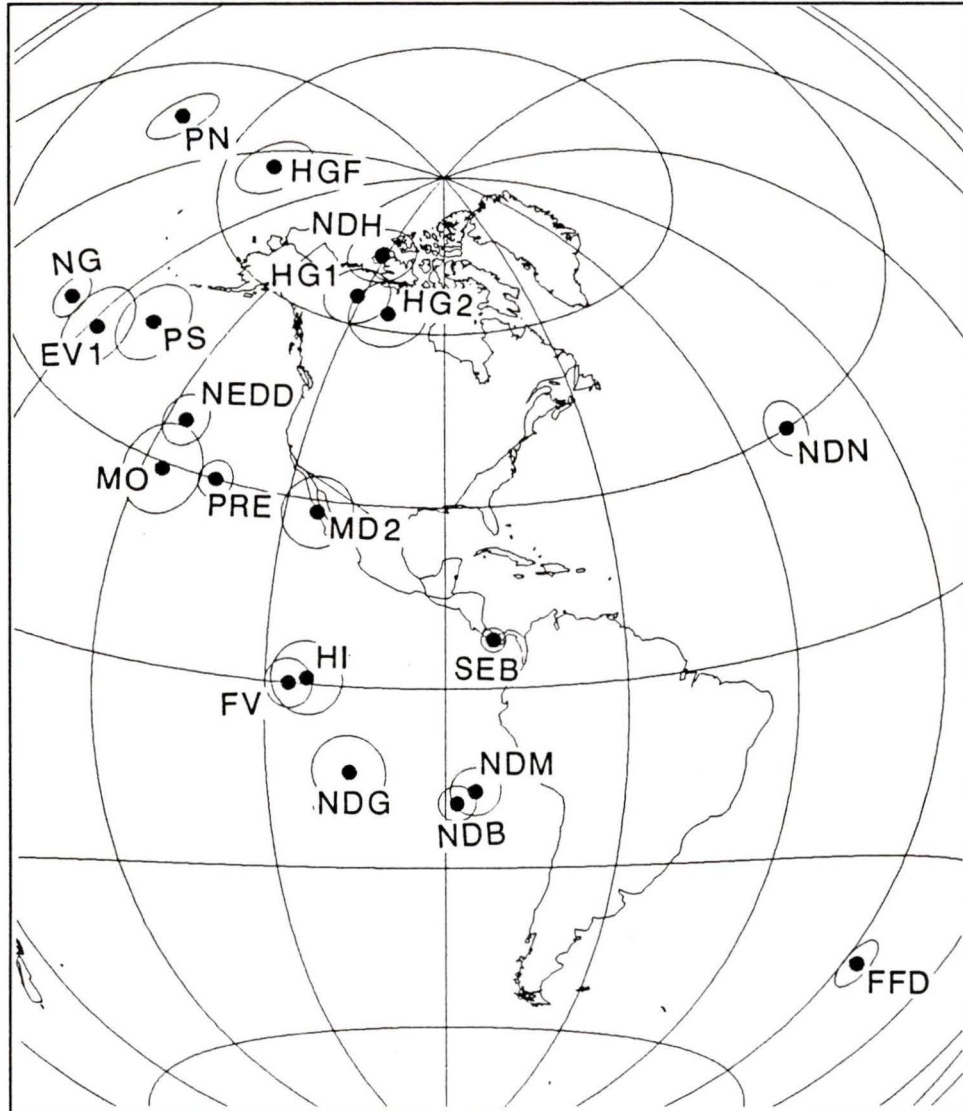 PN
HGF
NDH
NG
HG1
HG2
EV1
PS
NEDD
NDN
MO
PRE
MD2
HI
SEB
FV
NDM
NDG
NDB
FFD